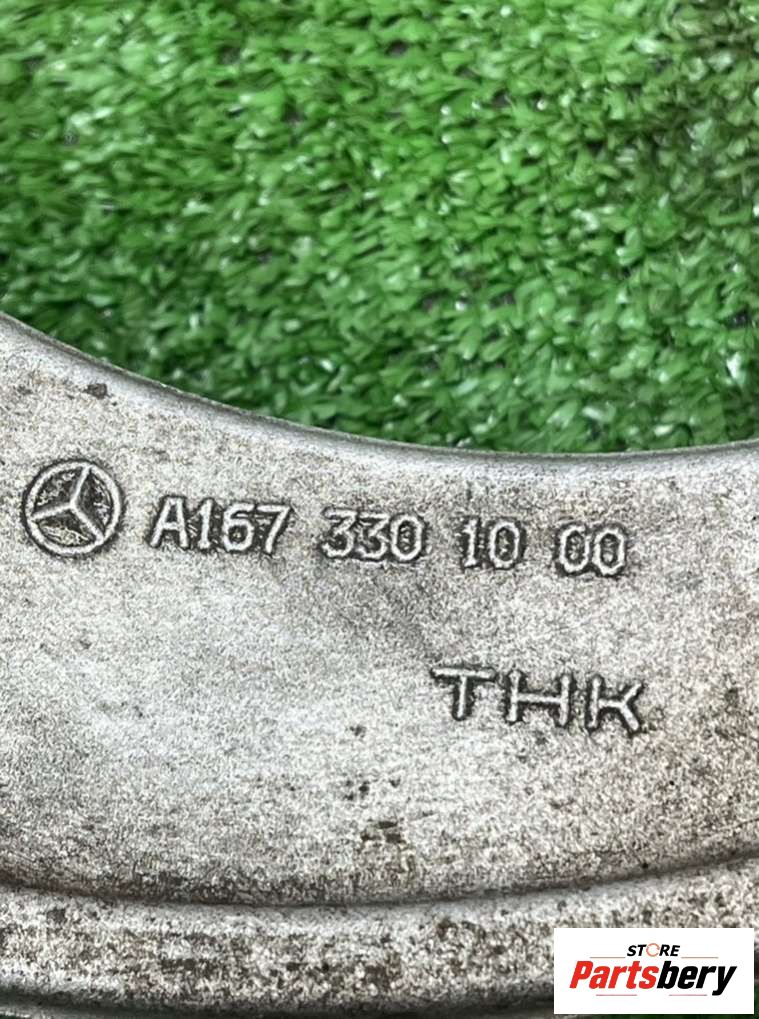 A167 330 10 00
THK
STORE
Partsbery